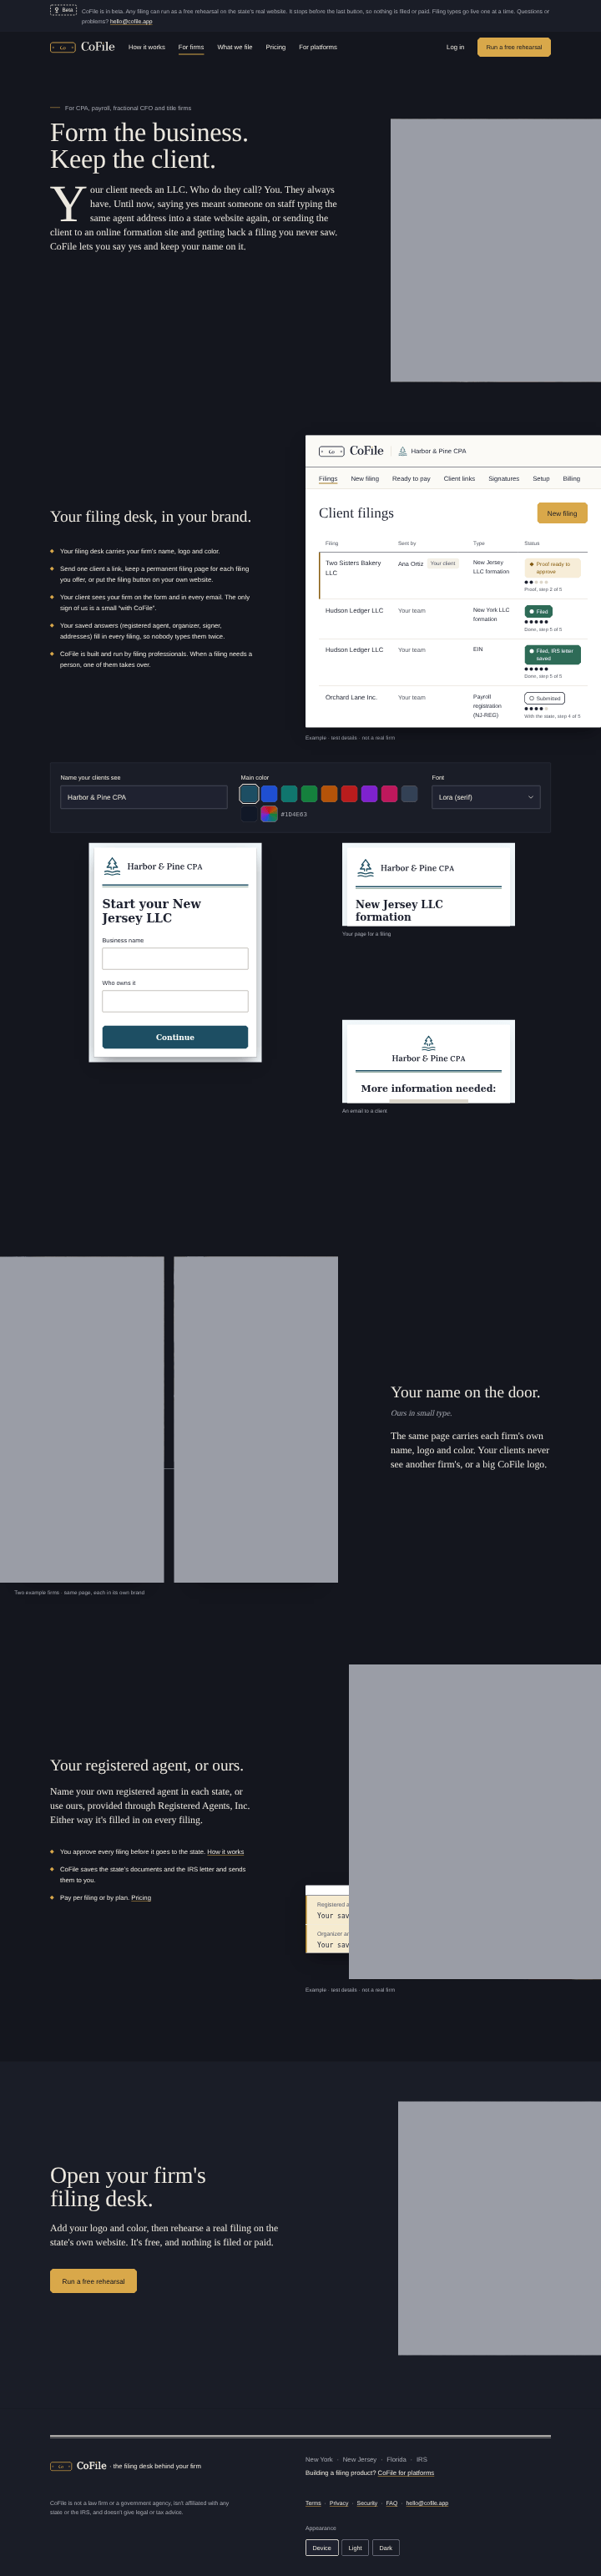 Beta
CoFile is in beta. Any filing can run as a free rehearsal on the state's real website. It stops before the last button, so nothing is filed or paid. Filing types go live one at a time. Questions or
problems? hello@cofile.app
Co CoFile How it works For firms What we file Pricing For platforms Log in Run a free rehearsal
For CPA, payroll, fractional CFO and title firms
Form the business.
Keep the client.
Your client needs an LLC. Who do they call? You. They always
have. Until now, saying yes meant someone on staff typing the
same agent address into a state website again, or sending the
client to an online formation site and getting back a filing you never saw.
CoFile lets you say yes and keep your name on it.
Your filing desk, in your brand.
Your filing desk carries your firm's name, logo and color.
Send one client a link, keep a permanent filing page for each filing
you offer, or put the filing button on your own website.
Your client sees your firm on the form and in every email. The only
sign of us is a small "with CoFile".
Your saved answers (registered agent, organizer, signer,
addresses) fill in every filing, so nobody types them twice.
CoFile is built and run by filing professionals. When a filing needs a
person, one of them takes over.
Co CoFile Harbor & Pine CPA
Filings New filing Ready to pay Client links Signatures Setup Billing
Client filings New filing
Filing Sent by Type Status
Two Sisters Bakery
LLC
Ana Ortiz Your client
New Jersey
LLC formation
Proof ready to
approve
Proof, step 2 of 5
Hudson Ledger LLC Your team
New York LLC
formation
Filed
Done, step 5 of 5
Hudson Ledger LLC Your team EIN
Filed, IRS letter
saved
Done, step 5 of 5
Orchard Lane Inc. Your team
Payroll
registration
(NJ-REG)
Submitted
With the state, step 4 of 5
Example · test details · not a real firm
Name your clients see
Harbor & Pine CPA
Main color
#1D4E63
Font
Lora (serif)
Harbor & Pine CPA
Start your New
Jersey LLC
Business name
Who owns it
Continue
Harbor & Pine CPA
New Jersey LLC
formation
Your page for a filing
Harbor & Pine CPA
More information needed:
An email to a client
Your name on the door.
Ours in small type.
The same page carries each firm's own
name, logo and color. Your clients never
see another firm's, or a big CoFile logo.
Two example firms · same page, each in its own brand
Your registered agent, or ours.
Name your own registered agent in each state, or
use ours, provided through Registered Agents, Inc.
Either way it's filled in on every filing.
You approve every filing before it goes to the state. How it works
CoFile saves the state's documents and the IRS letter and sends
them to you.
Pay per filing or by plan. Pricing
Registered a
Your sav
Organizer an
Your sav
Example · test details · not a real firm
Open your firm's
filing desk.
Add your logo and color, then rehearse a real filing on the
state's own website. It's free, and nothing is filed or paid.
Run a free rehearsal
Co CoFile · the filing desk behind your firm
New York · New Jersey · Florida · IRS
Building a filing product? CoFile for platforms
CoFile is not a law firm or a government agency, isn't affiliated with any
state or the IRS, and doesn't give legal or tax advice.
Terms · Privacy · Security · FAQ · hello@cofile.app
Appearance
Device Light Dark